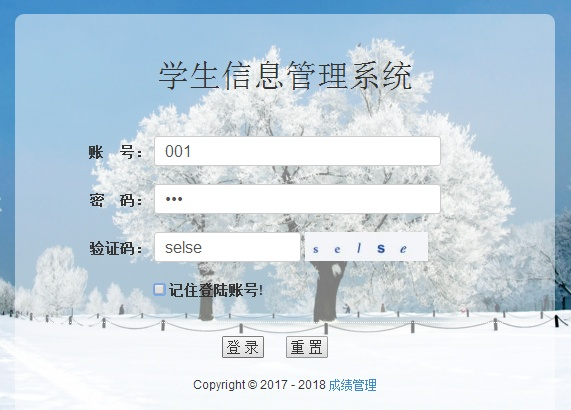 学生信息管理系统
账 号： 001
密 码： •••
验证码： selse selse
记住登陆账号!
登录 重置
Copyright © 2017 - 2018 成绩管理